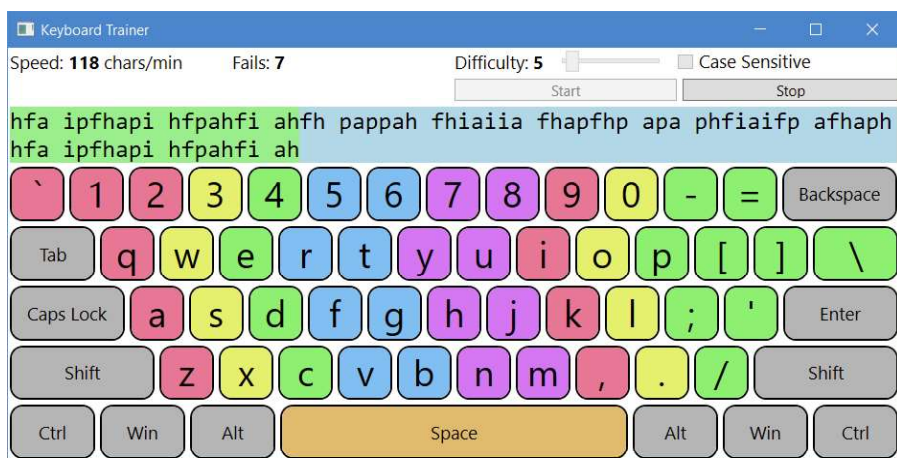 Keyboard Trainer
Speed: 118 chars/min Fails: 7 Difficulty: 5 Case Sensitive
Start Stop
hfa ipfhapi hfpahfi ahfh pappah fhiaiia fhapfhp apa phfiaifp afhaph
hfa ipfhapi hfpahfi ah
` 1 2 3 4 5 6 7 8 9 0 - = Backspace
Tab q w e r t y u i o p [ ] \
Caps Lock a s d f g h j k l ; ' Enter
Shift z x c v b n m , . / Shift
Ctrl Win Alt Space Alt Win Ctrl